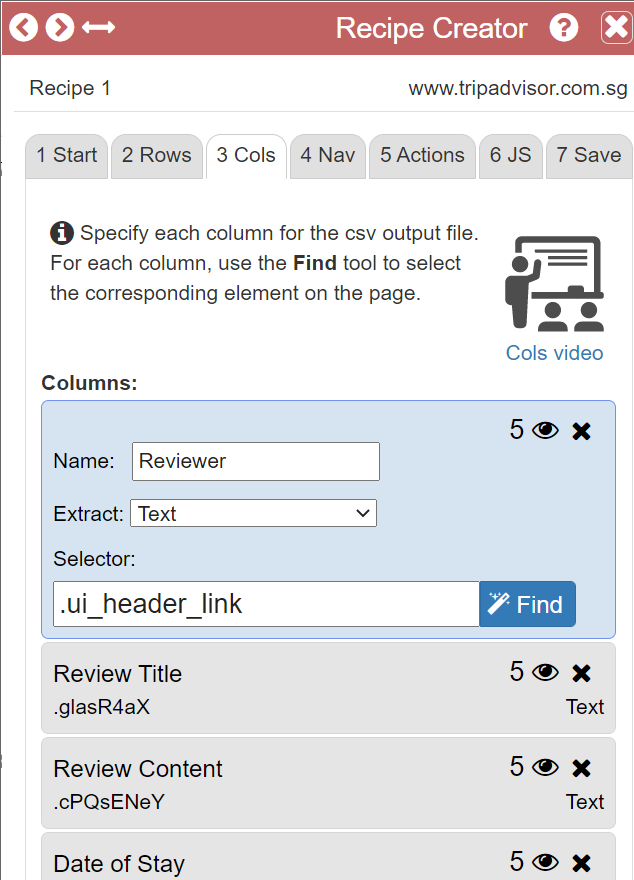 Recipe Creator
Recipe 1 www.tripadvisor.com.sg
1 Start 2 Rows 3 Cols 4 Nav 5 Actions 6 JS 7 Save
Specify each column for the csv output file.
For each column, use the Find tool to select
the corresponding element on the page.
Cols video
Columns:
5
Name: Reviewer
Extract: Text
Selector:
.ui_header_link Find
Review Title 5
.glasR4aX Text
Review Content 5
.cPQsENeY Text
Date of Stay 5